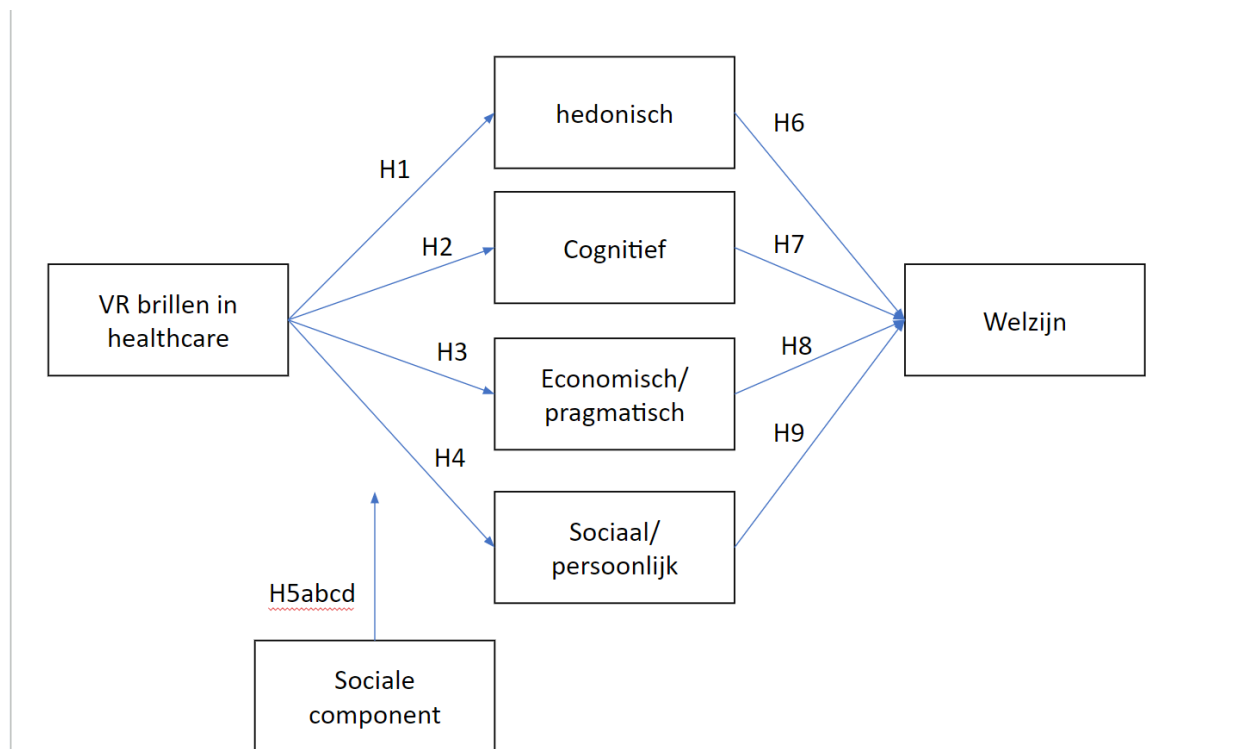 hedonisch
H6
H1
H2
Cognitief
H7
VR brillen in
healthcare
Welzijn
H3
Economisch/
pragmatisch
H8
H4
H9
Sociaal/
persoonlijk
H5abcd
Sociale
component